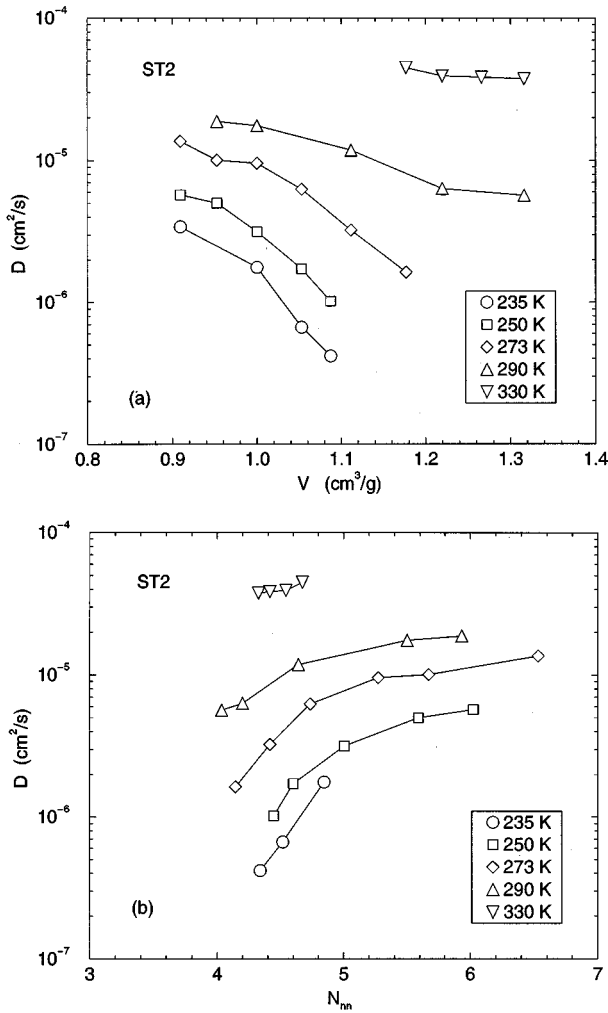 10⁻³
ST2
10⁻⁴
10⁻⁵
10⁻⁶
10⁻⁷
D (cm²/s)
235 K
250 K
273 K
290 K
330 K
(a)
0.8 0.9 1.0 1.1 1.2 1.3 1.4
V (cm³/g)
10⁻⁴
ST2
10⁻⁵
10⁻⁶
10⁻⁷
D (cm²/s)
235 K
250 K
273 K
290 K
330 K
(b)
3 4 5 6 7
Nnn